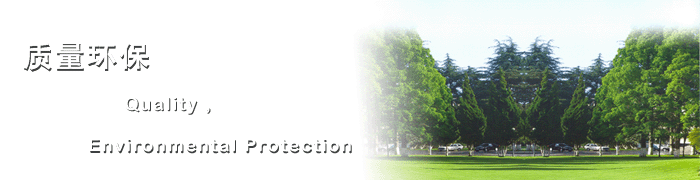 质量环保
Quality ,
Environmental Protection